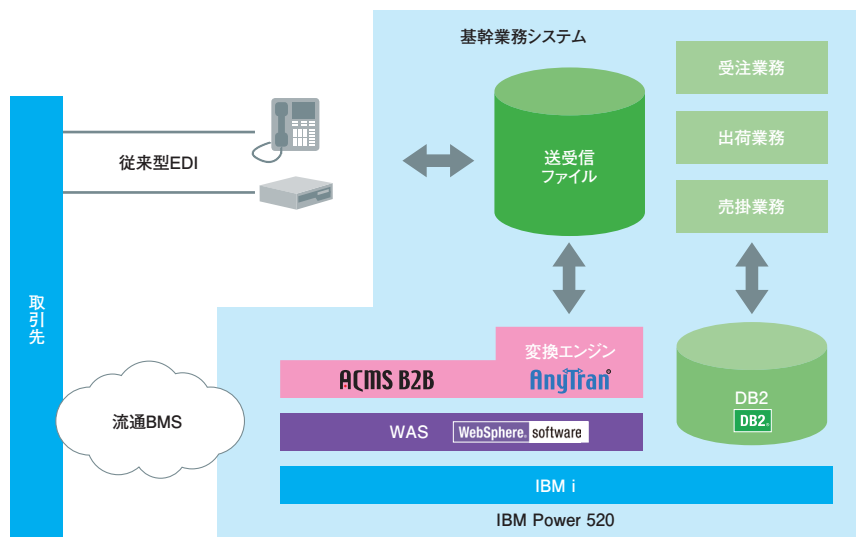 基幹業務システム
受注業務
出荷業務
売掛業務
送受信
ファイル
従来型EDI
取引先
流通BMS
変換エンジン
ACMS B2B
AnyTran
WAS
WebSphere. software
DB2
DB2.
IBM i
IBM Power 520